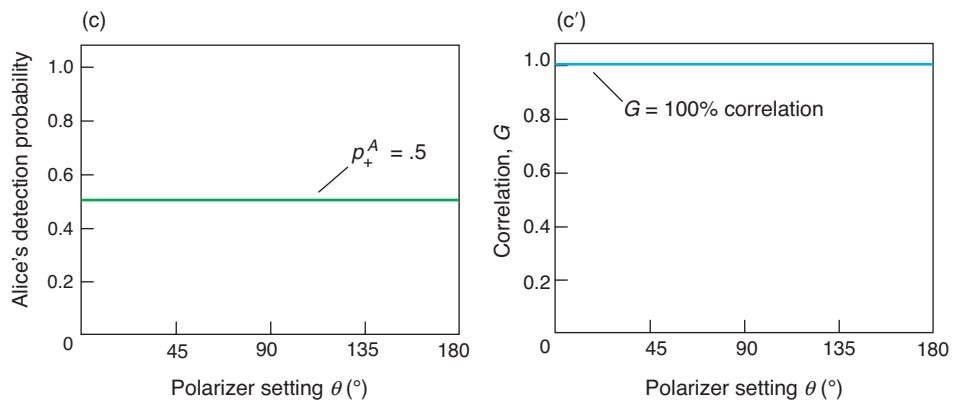 (c)
Alice's detection probability
1.0
0.8
0.6
0.4
0.2
0
p₊ᴬ = .5
45
90
135
180
Polarizer setting θ (°)
(c′)
Correlation, G
1.0
0.8
0.6
0.4
0.2
0
G = 100% correlation
45
90
135
180
Polarizer setting θ (°)